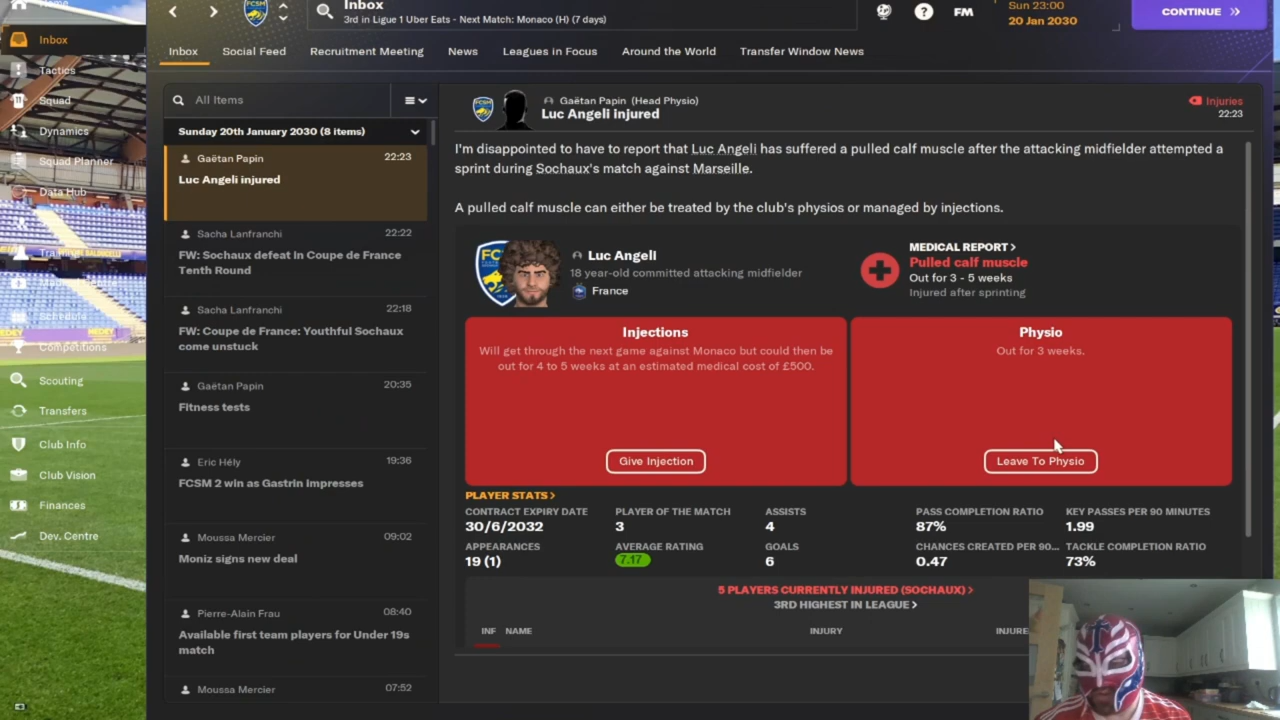 Home
Inbox
3rd in Ligue 1 Uber Eats - Next Match: Monaco (H) (7 days)
FM
Sun 23:00
20 Jan 2030
CONTINUE
Inbox
Tactics
Squad
Dynamics
Squad Planner
Data Hub
Schedule
Competitions
Scouting
Transfers
Club Info
Club Vision
Finances
Dev. Centre
Inbox
Social Feed
Recruitment Meeting
News
Leagues in Focus
Around the World
Transfer Window News
All Items
Sunday 20th January 2030 (8 items)
Gaëtan Papin 22:23
Luc Angeli injured
Sacha Lanfranchi 22:22
FW: Sochaux defeat in Coupe de France
Tenth Round
Sacha Lanfranchi 22:18
FW: Coupe de France: Youthful Sochaux
come unstuck
Gaëtan Papin 20:35
Fitness tests
Eric Hély 19:36
FCSM 2 win as Gastrin impresses
Moussa Mercier 09:02
Moniz signs new deal
Pierre-Alain Frau 08:40
Available first team players for Under 19s
match
Moussa Mercier 07:52
Gaëtan Papin (Head Physio)
Luc Angeli injured
Injuries
22:23
I'm disappointed to have to report that Luc Angeli has suffered a pulled calf muscle after the attacking midfielder attempted a
sprint during Sochaux's match against Marseille.
A pulled calf muscle can either be treated by the club's physios or managed by injections.
Luc Angeli
18 year-old committed attacking midfielder
France
MEDICAL REPORT >
Pulled calf muscle
Out for 3 - 5 weeks
Injured after sprinting
Injections
Will get through the next game against Monaco but could then be
out for 4 to 5 weeks at an estimated medical cost of £500.
Give Injection
Physio
Out for 3 weeks.
Leave To Physio
PLAYER STATS >
CONTRACT EXPIRY DATE
30/6/2032
PLAYER OF THE MATCH
3
ASSISTS
4
PASS COMPLETION RATIO
87%
KEY PASSES PER 90 MINUTES
1.99
APPEARANCES
19 (1)
AVERAGE RATING
7.17
GOALS
6
CHANCES CREATED PER 90...
0.47
TACKLE COMPLETION RATIO
73%
5 PLAYERS CURRENTLY INJURED (SOCHAUX) >
3RD HIGHEST IN LEAGUE >
INF NAME INJURY INJURE